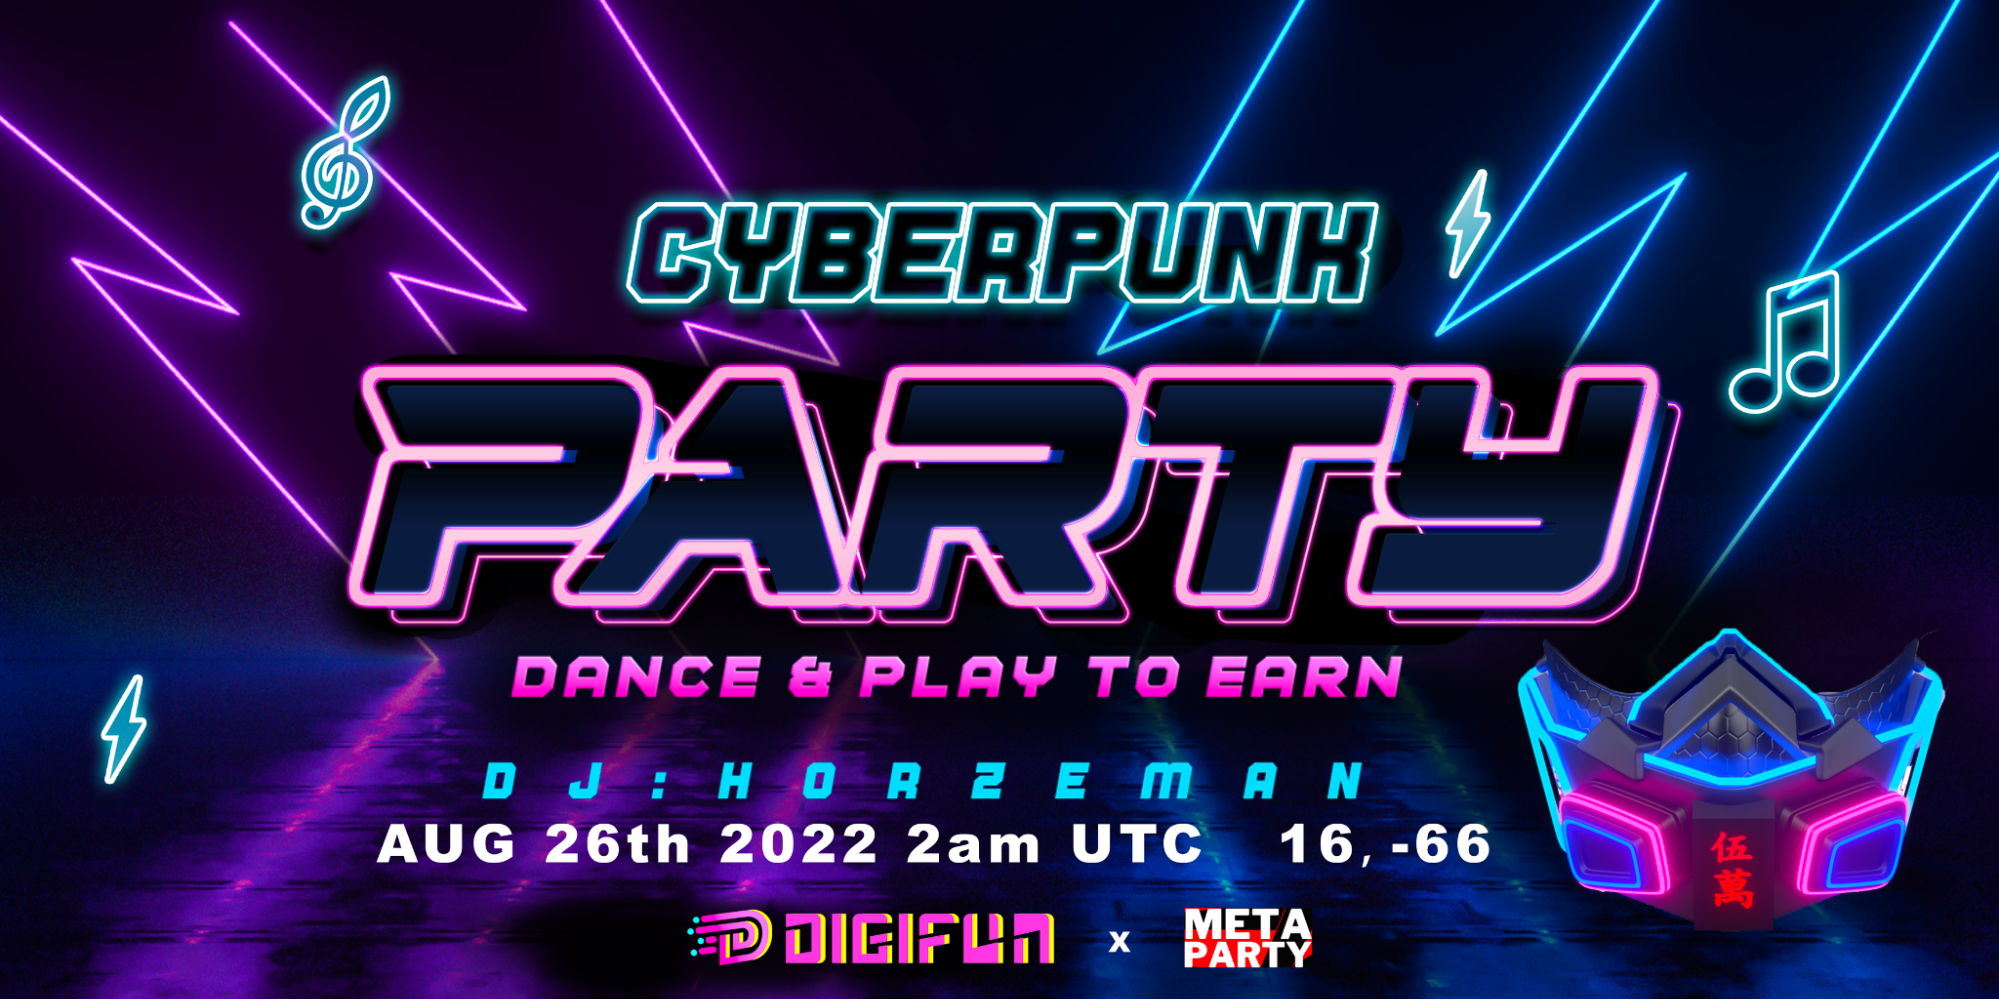 CYBERPUNK
PARTY
DANCE & PLAY TO EARN
DJ:HORZEMAN
AUG 26th 2022 2am UTC 16, -66
伍
萬
DIGIFUN x META PARTY